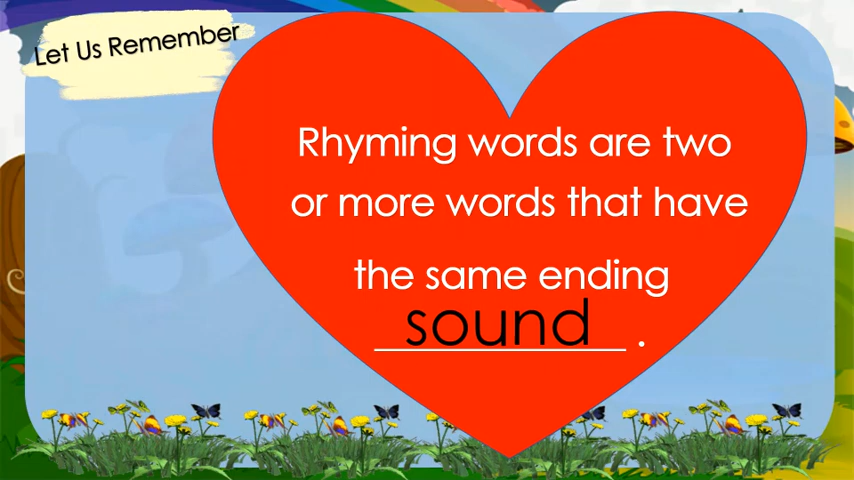 Let Us Remember
Rhyming words are two
or more words that have
the same ending
sound .